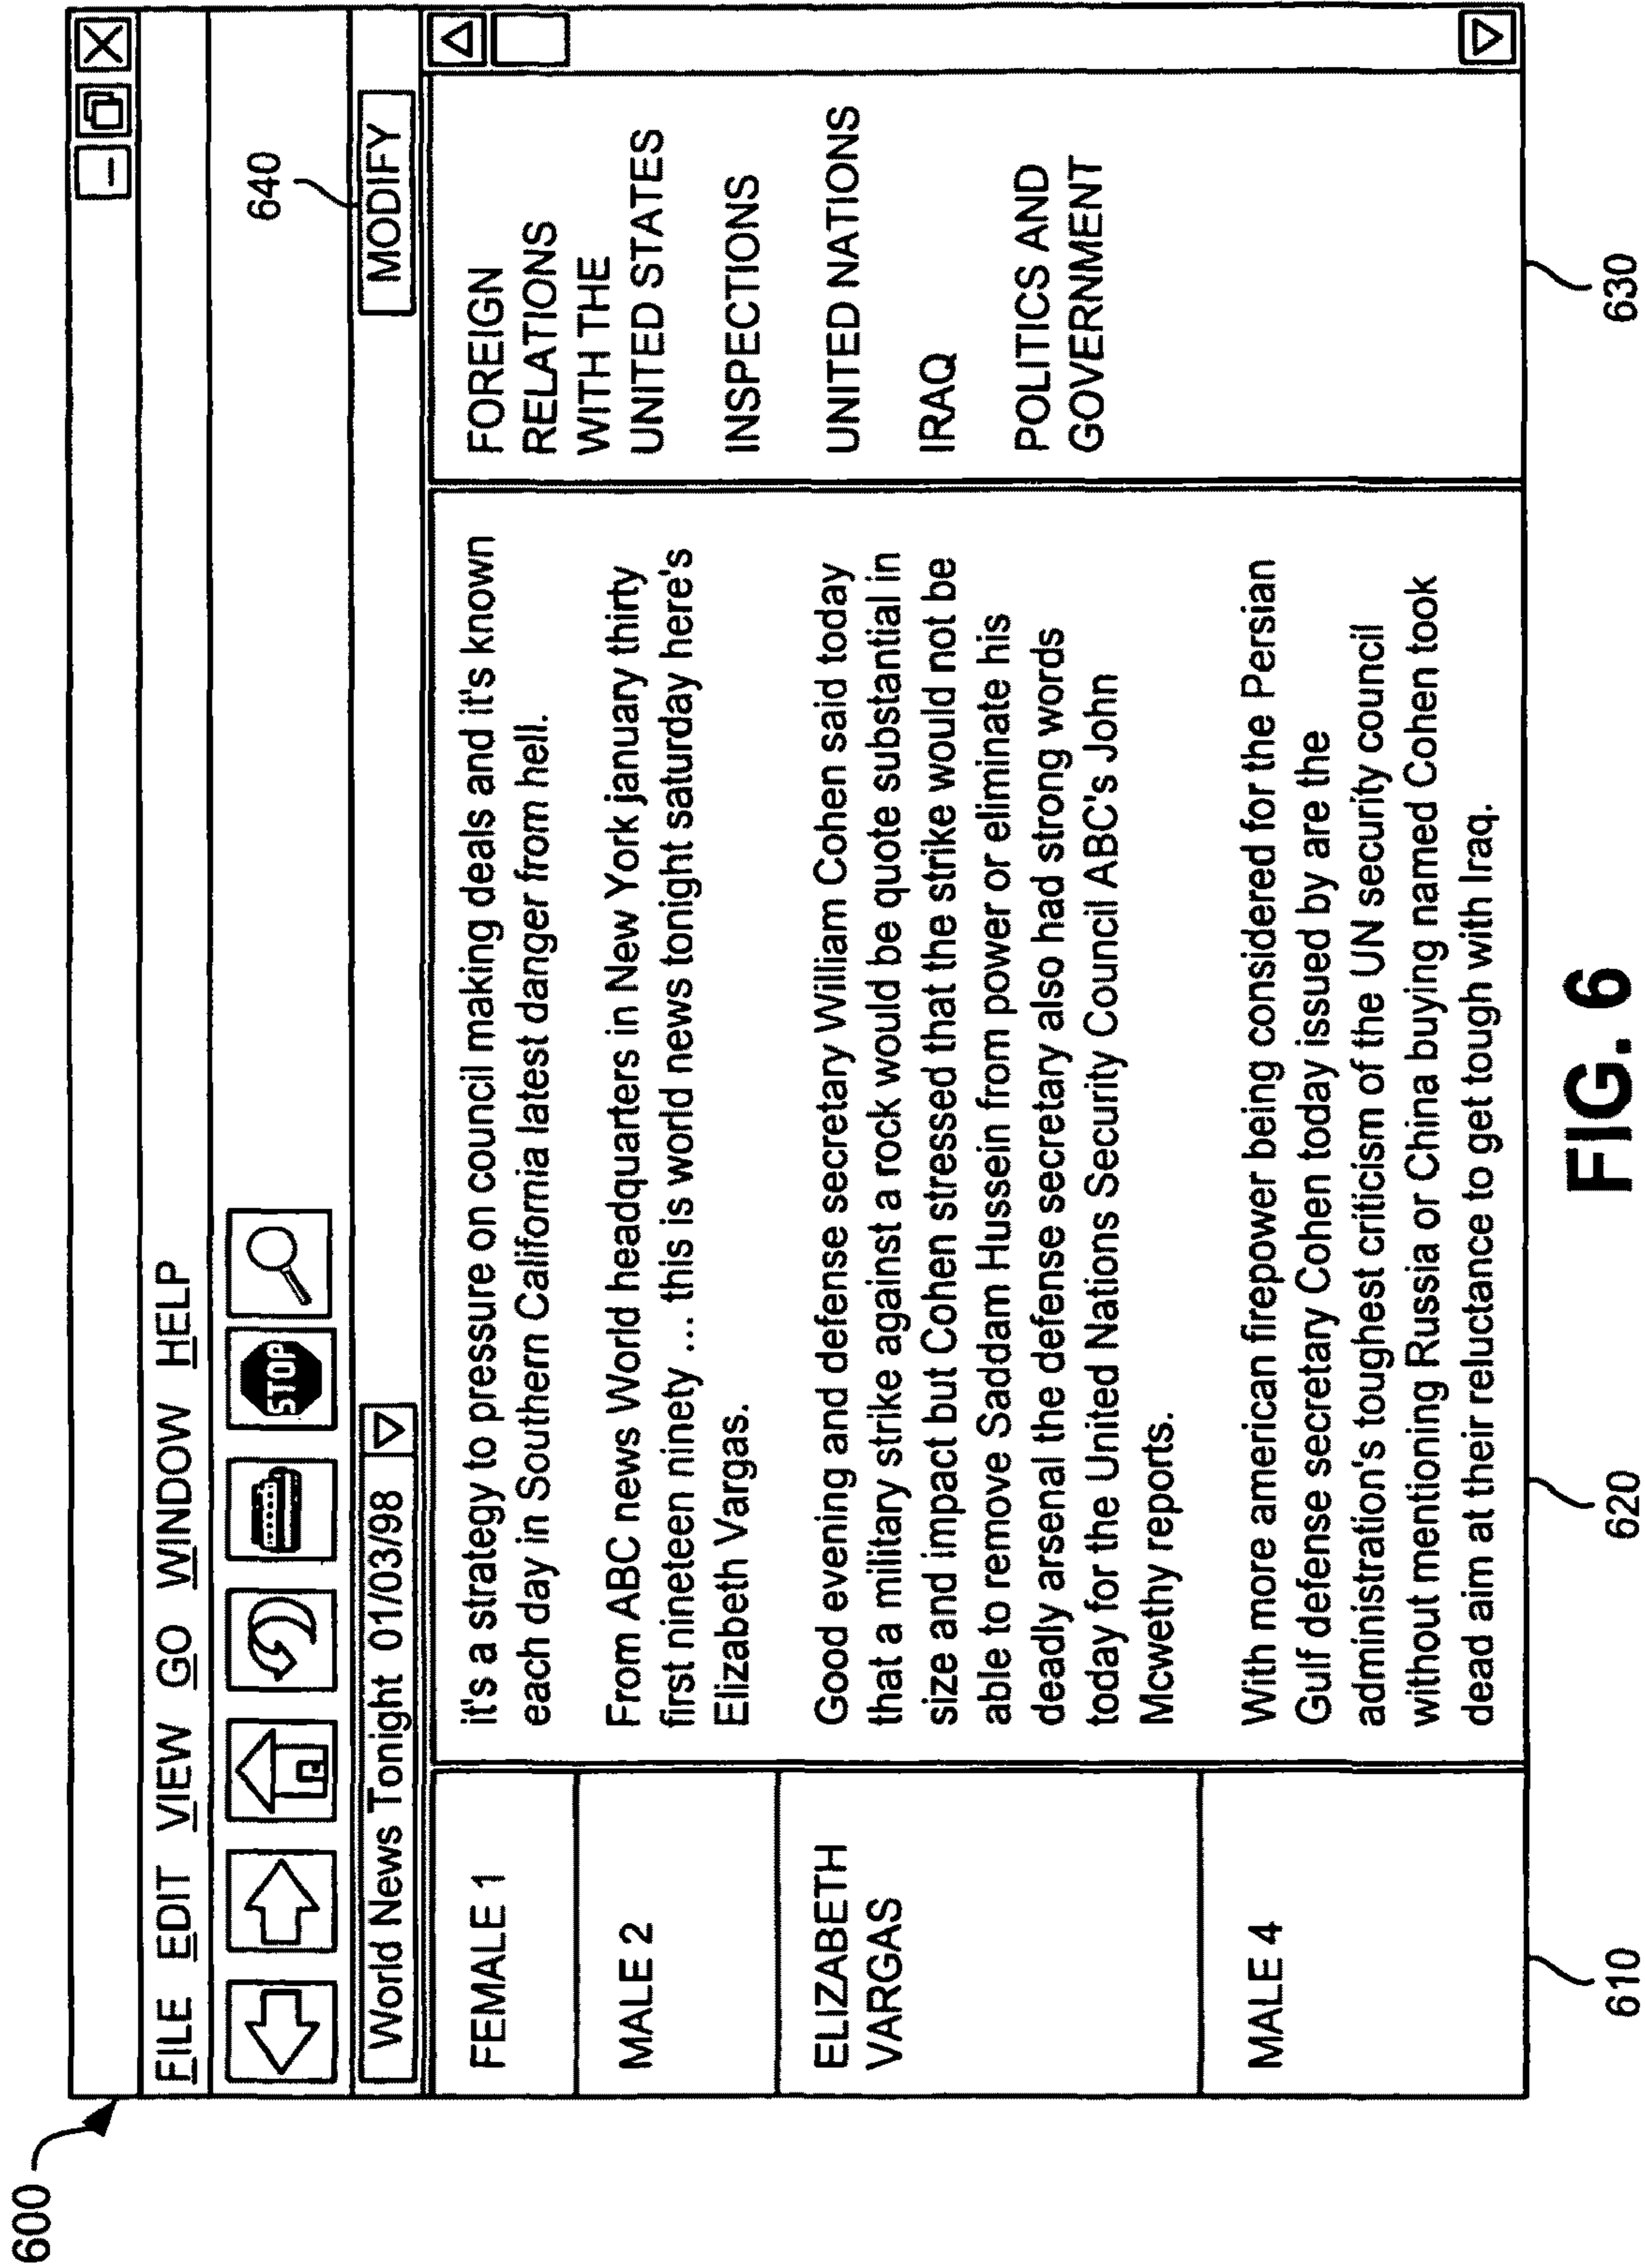 600
FILE EDIT VIEW GO WINDOW HELP
STOP
640
World News Tonight 01/03/98
MODIFY
FEMALE 1
it's a strategy to pressure on council making deals and it's known
each day in Southern California latest danger from hell.
MALE 2
From ABC news World headquarters in New York january thirty
first nineteen ninety ... this is world news tonight saturday here's
Elizabeth Vargas.
ELIZABETH
VARGAS
Good evening and defense secretary William Cohen said today
that a military strike against a rock would be quote substantial in
size and impact but Cohen stressed that the strike would not be
able to remove Saddam Hussein from power or eliminate his
deadly arsenal the defense secretary also had strong words
today for the United Nations Security Council ABC's John
Mcwethy reports.
MALE 4
With more american firepower being considered for the Persian
Gulf defense secretary Cohen today issued by are the
administration's toughest criticism of the UN security council
without mentioning Russia or China buying named Cohen took
dead aim at their reluctance to get tough with Iraq.
FOREIGN
RELATIONS
WITH THE
UNITED STATES
INSPECTIONS
UNITED NATIONS
IRAQ
POLITICS AND
GOVERNMENT
610
620
630
FIG. 6